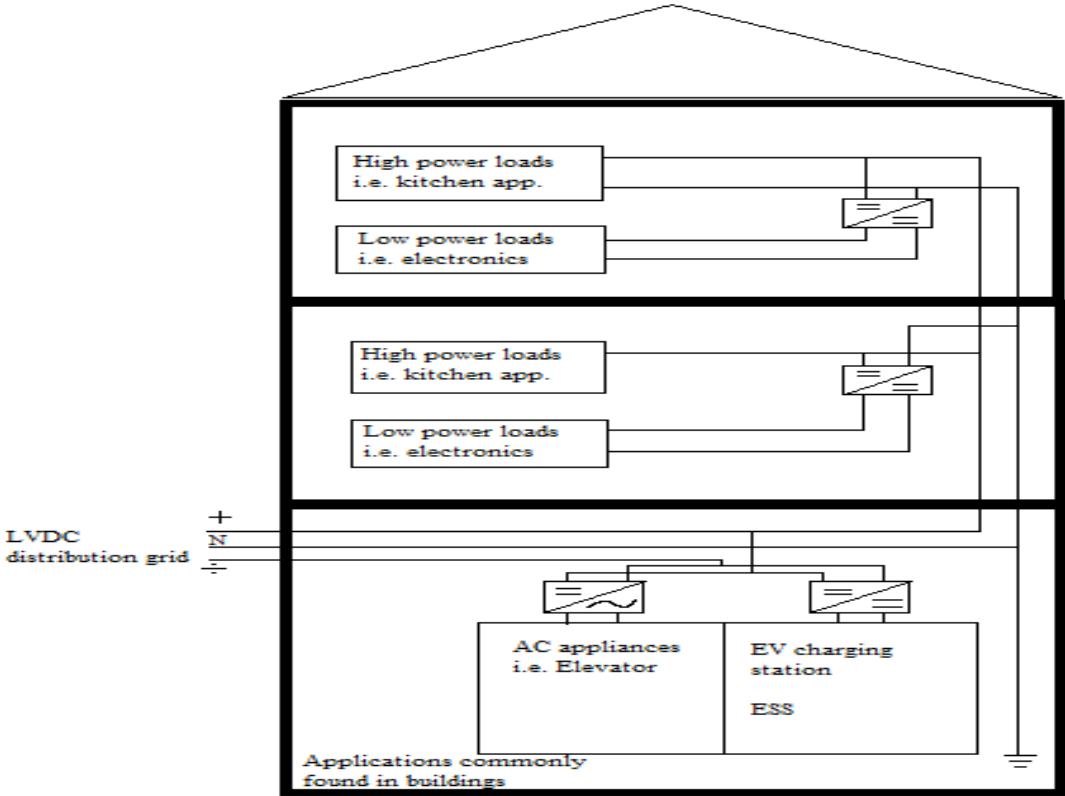 High power loads
i.e. kitchen app.
Low power loads
i.e. electronics
High power loads
i.e. kitchen app.
Low power loads
i.e. electronics
+
LVDC
N
distribution grid
AC appliances
i.e. Elevator
EV charging
station
ESS
Applications commonly
found in buildings